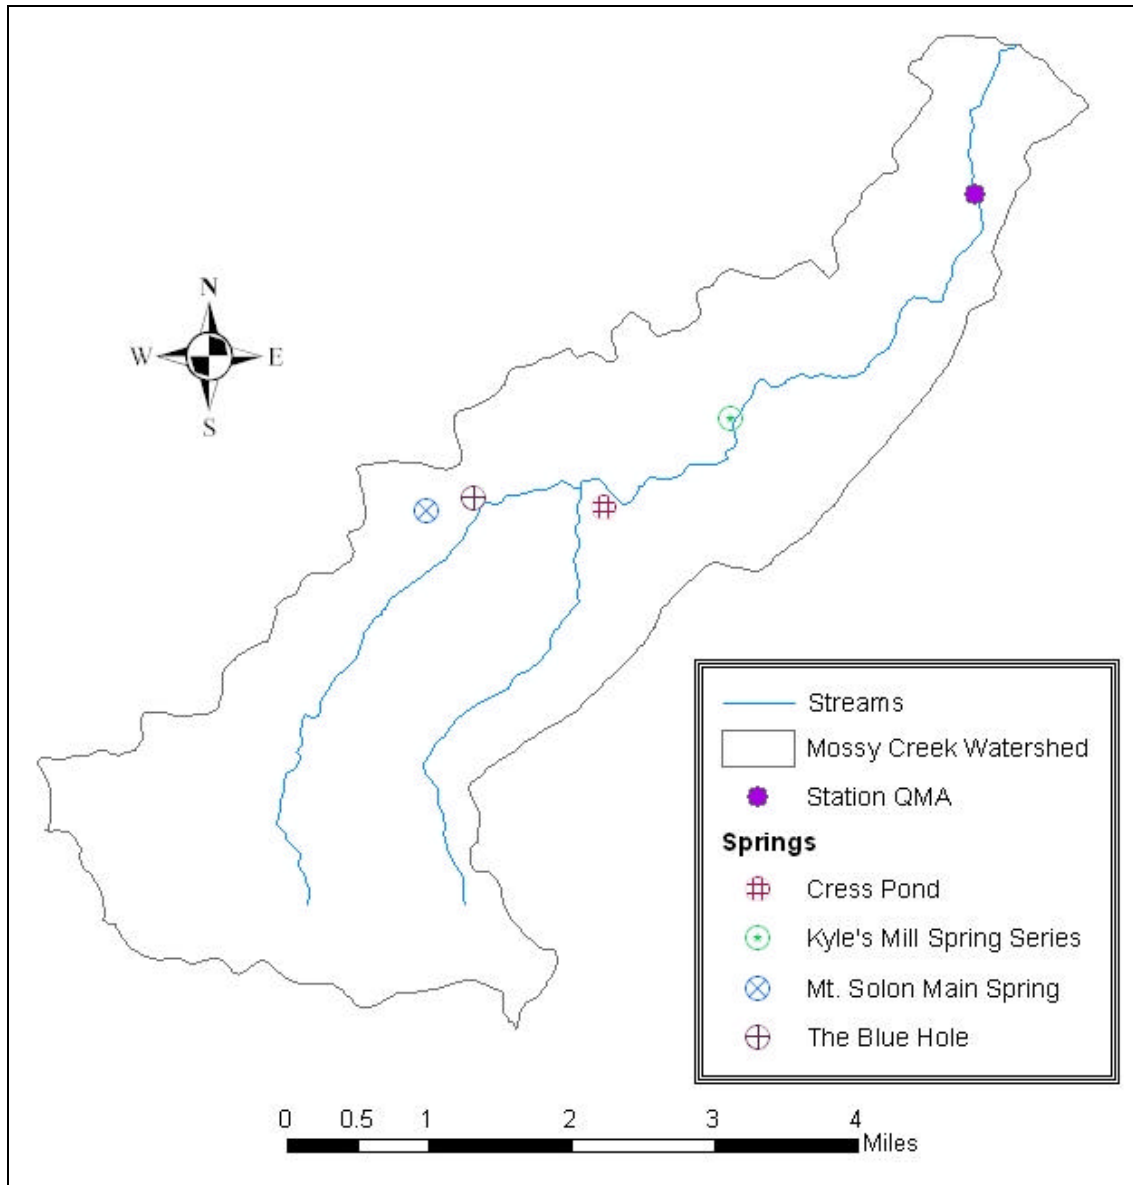 N
W E
S
Streams
Mossy Creek Watershed
Station QMA
Springs
Cress Pond
Kyle's Mill Spring Series
Mt. Solon Main Spring
The Blue Hole
0 0.5 1 2 3 4
Miles